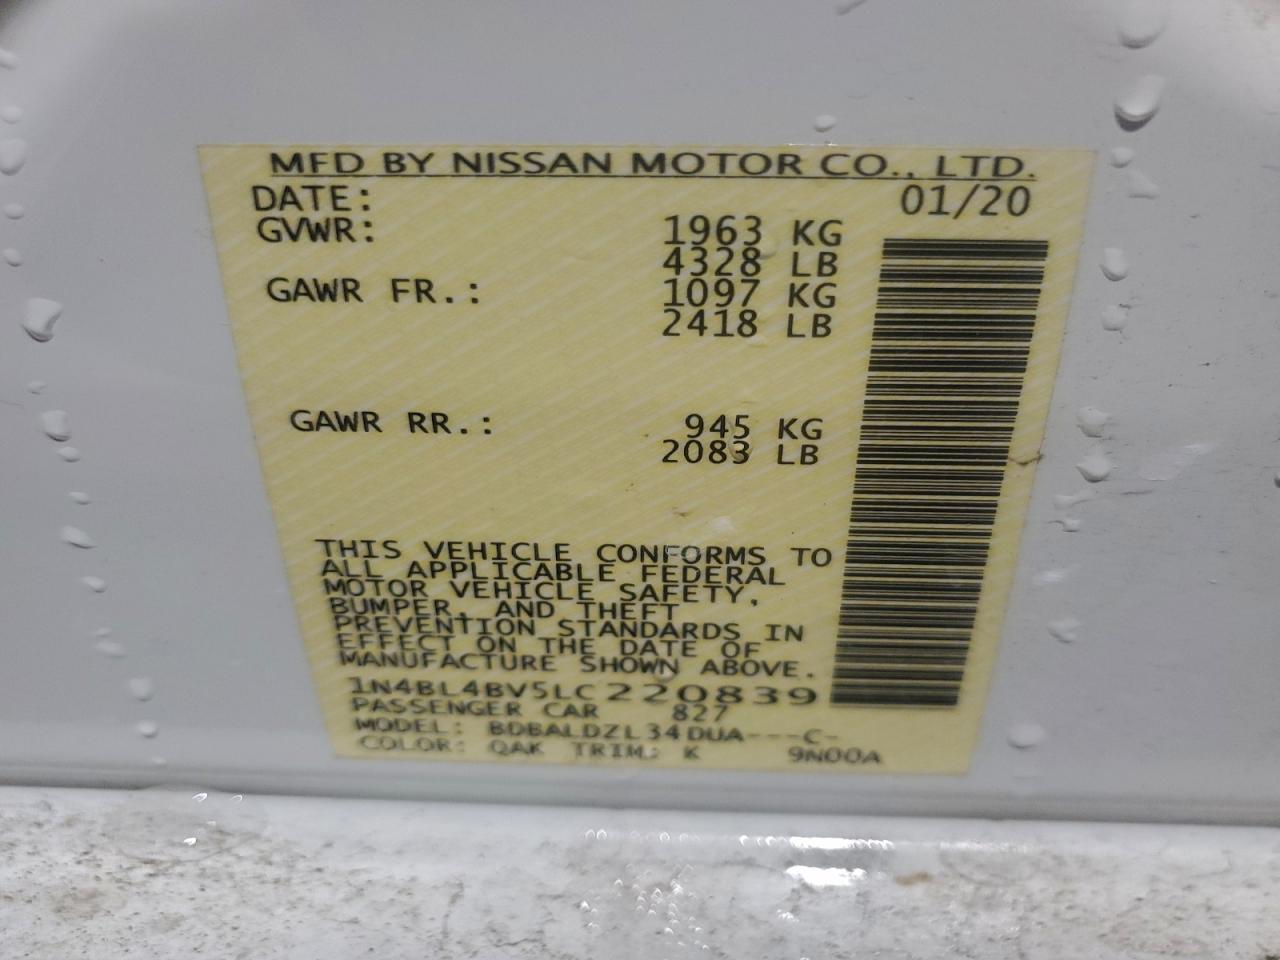 MFD BY NISSAN MOTOR CO., LTD.
DATE: 01/20
GVWR: 1963 KG
4328 LB
GAWR FR.: 1097 KG
2418 LB
GAWR RR.: 945 KG
2083 LB
THIS VEHICLE CONFORMS TO
ALL APPLICABLE FEDERAL
MOTOR VEHICLE SAFETY,
BUMPER, AND THEFT
PREVENTION STANDARDS IN
EFFECT ON THE DATE OF
MANUFACTURE SHOWN ABOVE.
1N4BL4BV5LC220839
PASSENGER CAR 827
MODEL: BDBALDZL34DUA---C-
COLOR: QAK TRIM: K 9N00A